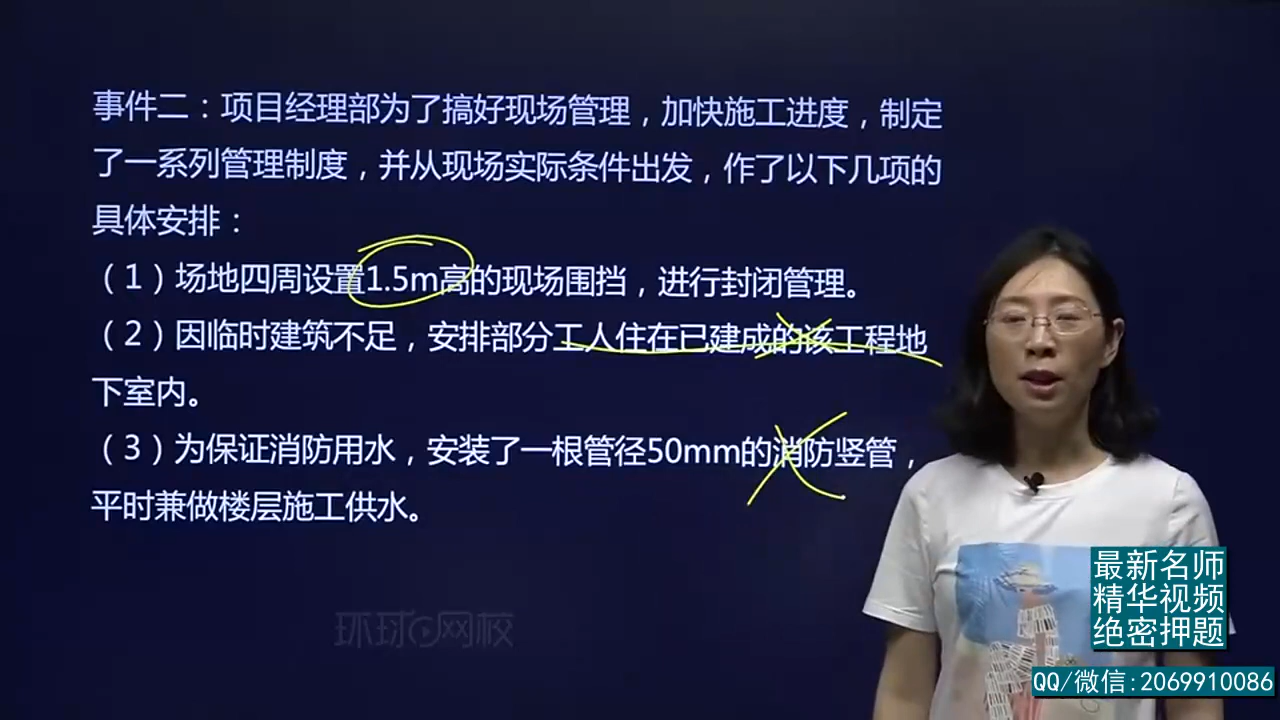 事件二：项目经理部为了搞好现场管理，加快施工进度，制定
了一系列管理制度，并从现场实际条件出发，作了以下几项的
具体安排：
（1）场地四周设置1.5m高的现场围挡，进行封闭管理。
（2）因临时建筑不足，安排部分工人住在已建成的该工程地
下室内。
（3）为保证消防用水，安装了一根管径50mm的消防竖管，
平时兼做楼层施工供水。
环球网校
最新名师
精华视频
绝密押题
QQ/微信:2069910086